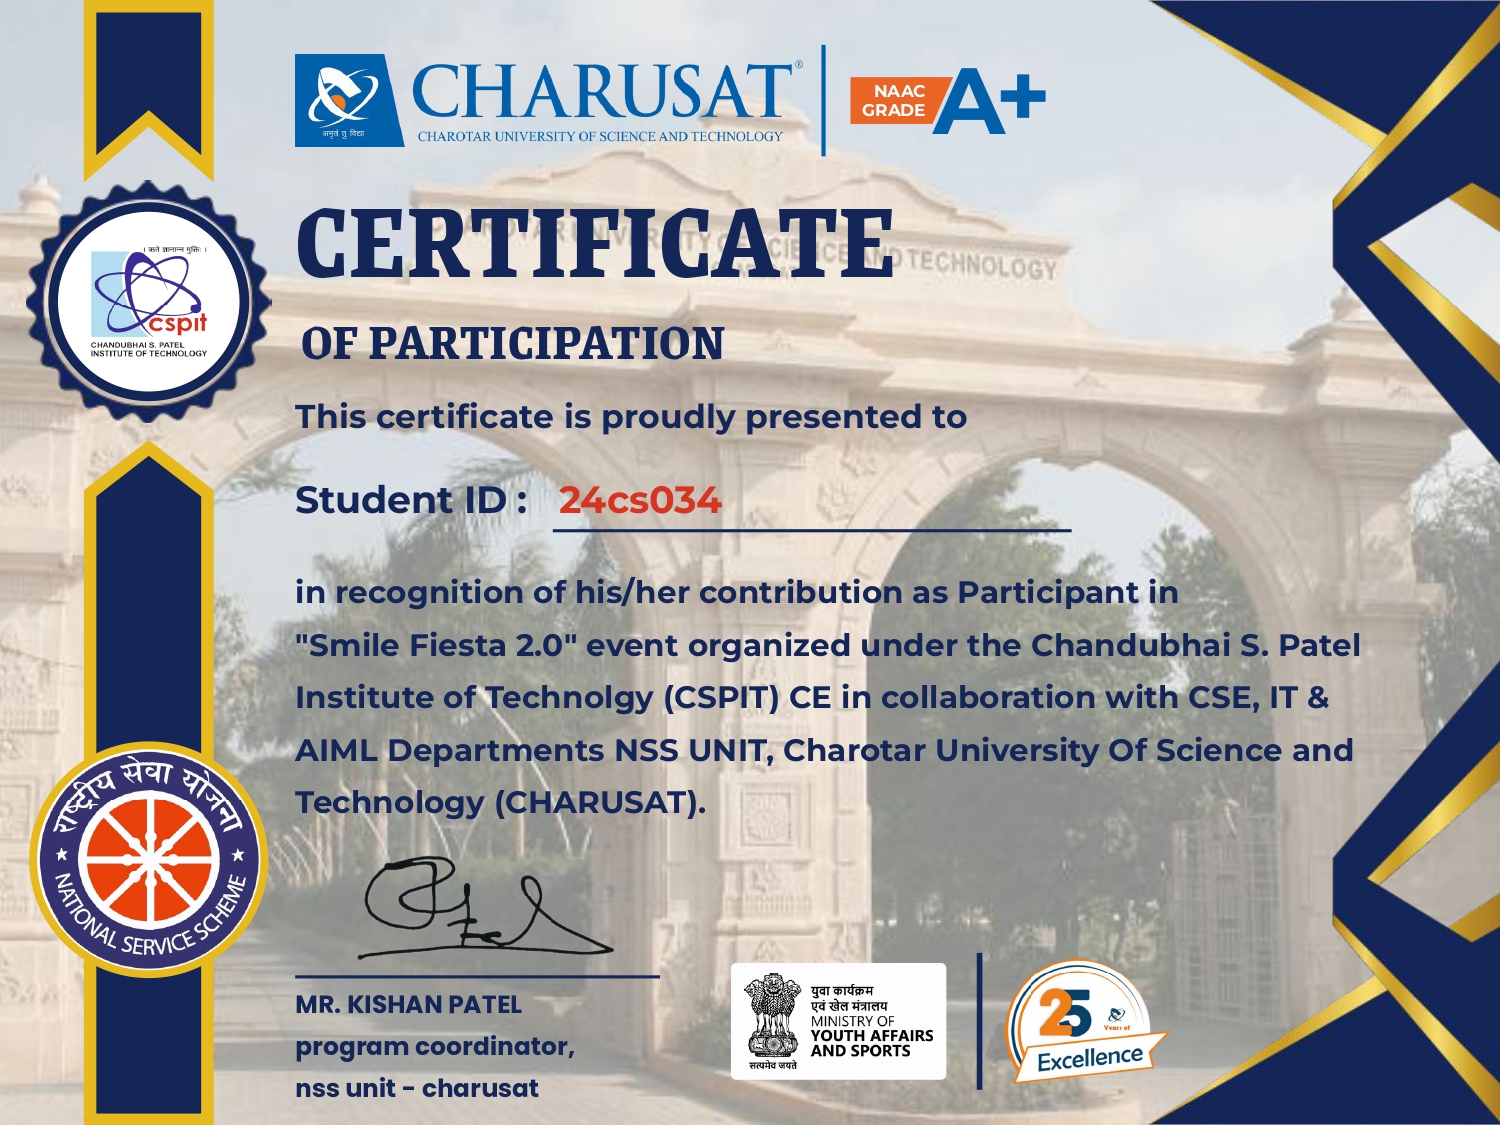 CHARUSAT®
CHAROTAR UNIVERSITY OF SCIENCE AND TECHNOLOGY
अमृतं तु विद्या
NAAC
GRADE
A+
CERTIFICATE
OF PARTICIPATION
। ऋते ज्ञानान्न मुक्तिः ।
cspit
CHANDUBHAI S. PATEL
INSTITUTE OF TECHNOLOGY
This certificate is proudly presented to
Student ID : 24cs034
in recognition of his/her contribution as Participant in
"Smile Fiesta 2.0" event organized under the Chandubhai S. Patel
Institute of Technolgy (CSPIT) CE in collaboration with CSE, IT &
AIML Departments NSS UNIT, Charotar University Of Science and
Technology (CHARUSAT).
राष्ट्रीय सेवा योजना
NATIONAL SERVICE SCHEME
MR. KISHAN PATEL
program coordinator,
nss unit - charusat
युवा कार्यक्रम
एवं खेल मंत्रालय
MINISTRY OF
YOUTH AFFAIRS
AND SPORTS
सत्यमेव जयते
25
Years of
Excellence